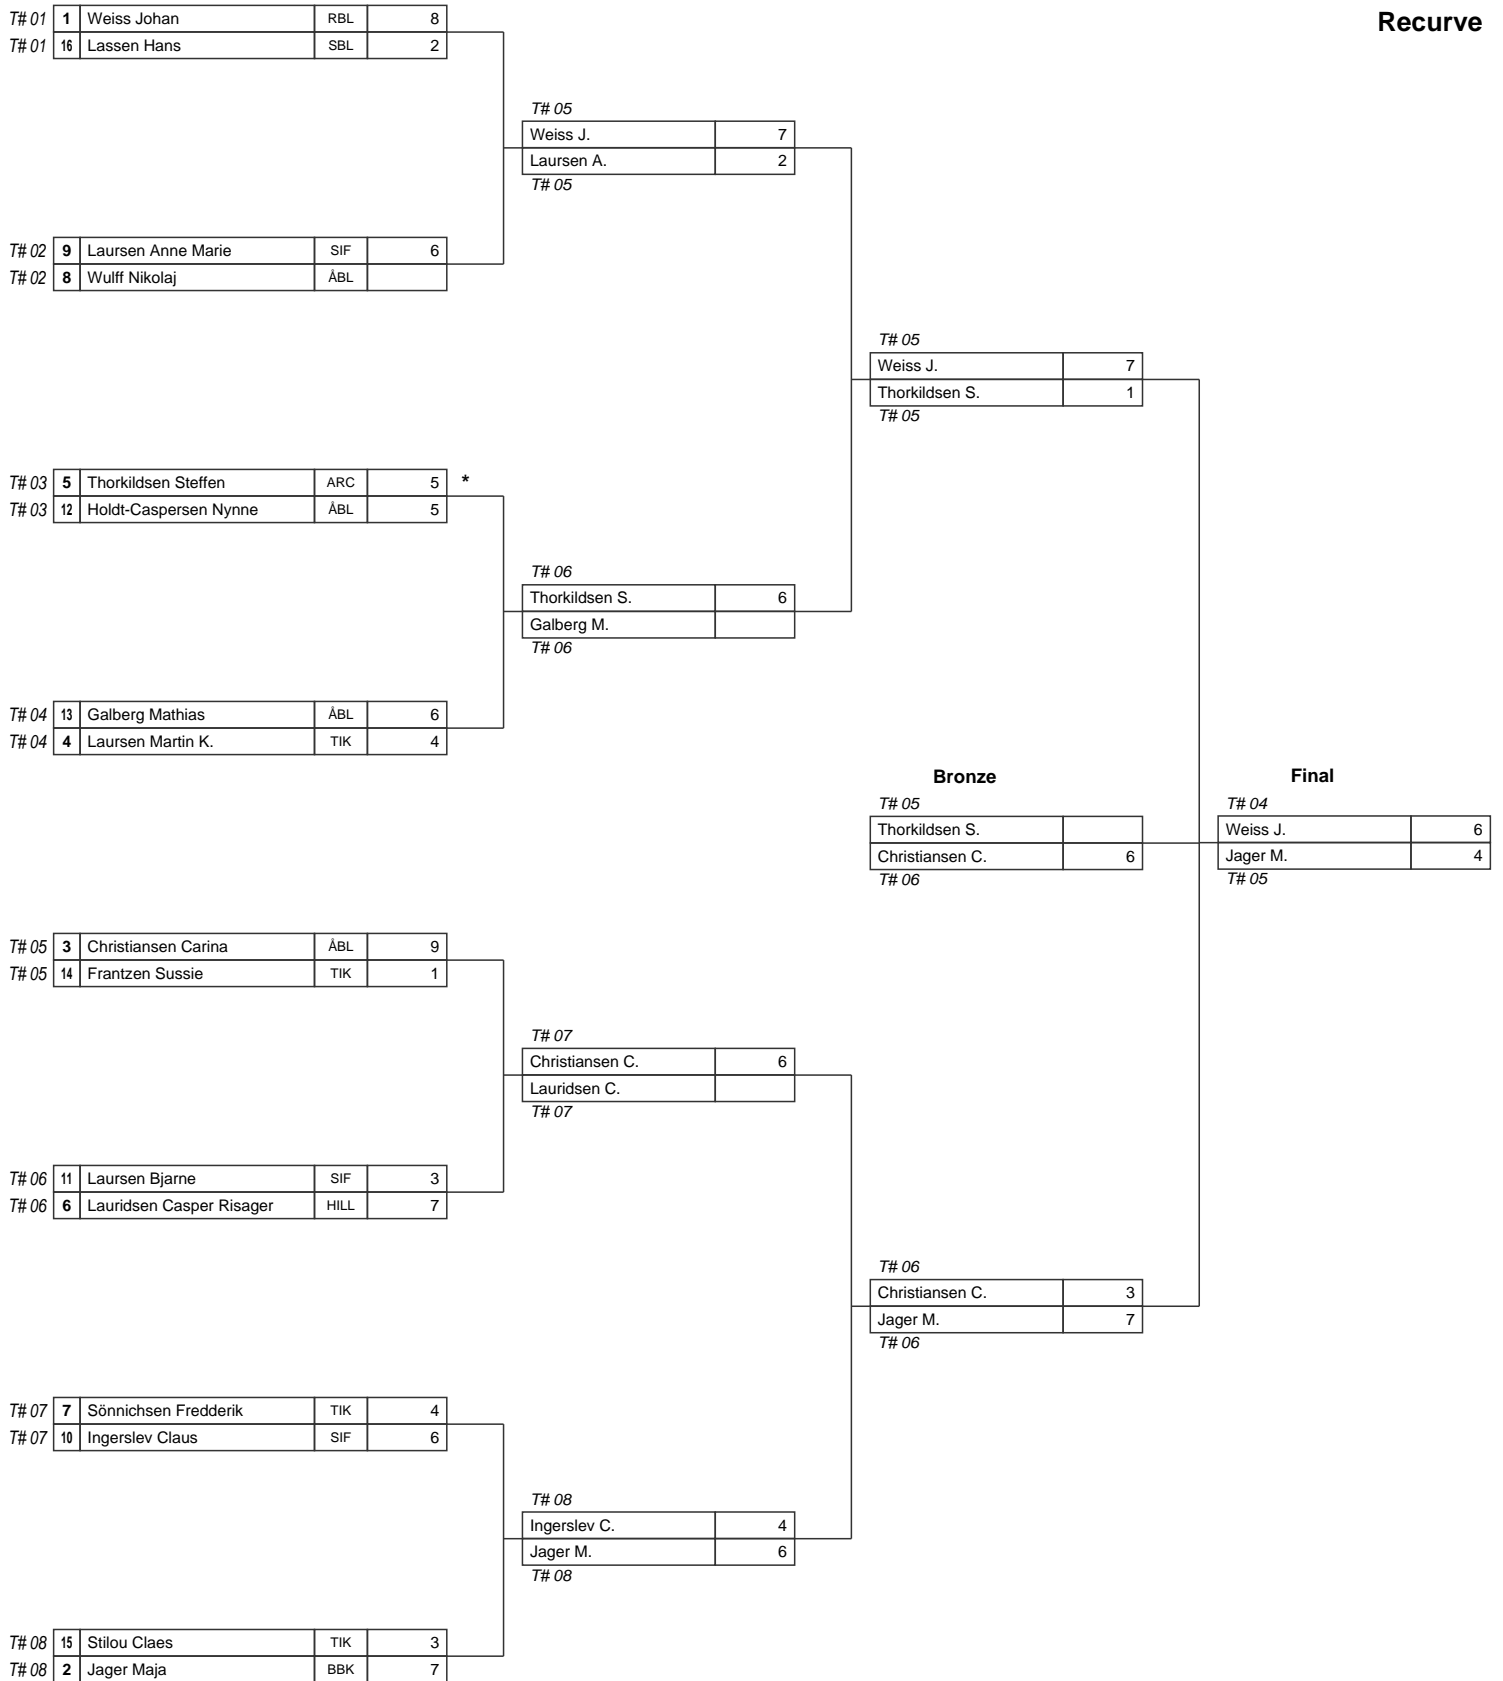 Recurve
T# 01 1 Weiss Johan RBL 8
T# 01 16 Lassen Hans SBL 2
T# 05
Weiss J. 7
Laursen A. 2
T# 05
T# 02 9 Laursen Anne Marie SIF 6
T# 02 8 Wulff Nikolaj ÅBL
T# 05
Weiss J. 7
Thorkildsen S. 1
T# 05
T# 03 5 Thorkildsen Steffen ARC 5 *
T# 03 12 Holdt-Caspersen Nynne ÅBL 5
T# 06
Thorkildsen S. 6
Galberg M.
T# 06
T# 04 13 Galberg Mathias ÅBL 6
T# 04 4 Laursen Martin K. TIK 4
Bronze
T# 05
Thorkildsen S.
Christiansen C. 6
T# 06
Final
T# 04
Weiss J. 6
Jager M. 4
T# 05
T# 05 3 Christiansen Carina ÅBL 9
T# 05 14 Frantzen Sussie TIK 1
T# 07
Christiansen C. 6
Lauridsen C.
T# 07
T# 06 11 Laursen Bjarne SIF 3
T# 06 6 Lauridsen Casper Risager HILL 7
T# 06
Christiansen C. 3
Jager M. 7
T# 06
T# 07 7 Sönnichsen Fredderik TIK 4
T# 07 10 Ingerslev Claus SIF 6
T# 08
Ingerslev C. 4
Jager M. 6
T# 08
T# 08 15 Stilou Claes TIK 3
T# 08 2 Jager Maja BBK 7